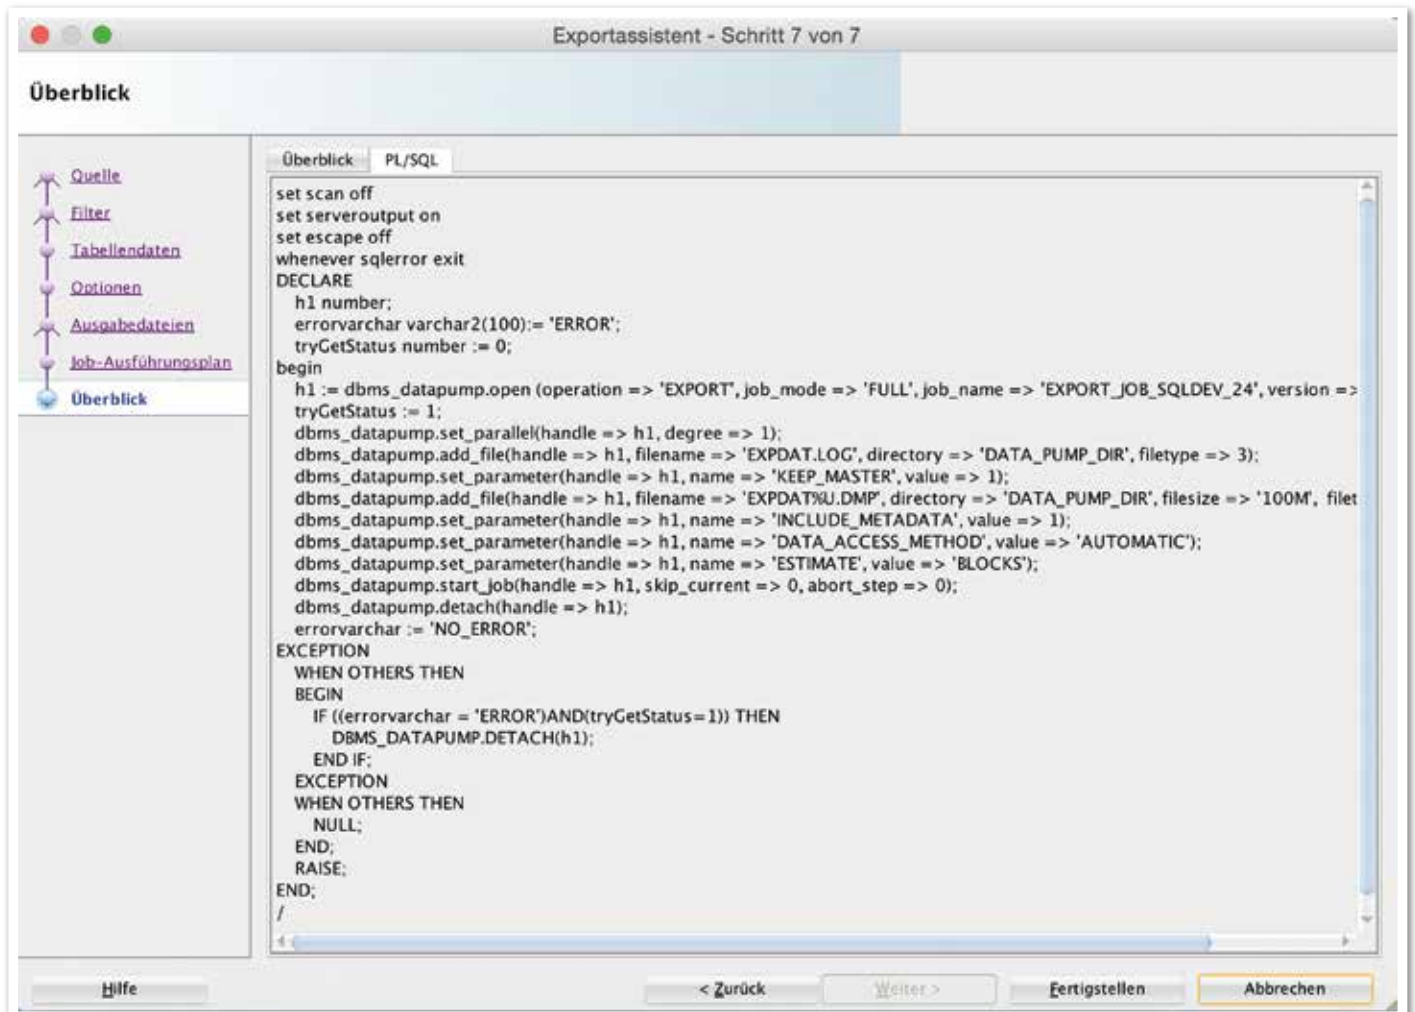 Exportassistent - Schritt 7 von 7
Überblick
Quelle
Filter
Tabellendaten
Optionen
Ausgabedateien
Job-Ausführungsplan
Überblick
Überblick PL/SQL
set scan off
set serveroutput on
set escape off
whenever sqlerror exit
DECLARE
h1 number;
errorvarchar varchar2(100):= 'ERROR';
tryGetStatus number := 0;
begin
h1 := dbms_datapump.open (operation => 'EXPORT', job_mode => 'FULL', job_name => 'EXPORT_JOB_SQLDEV_24', version =>
tryGetStatus := 1;
dbms_datapump.set_parallel(handle => h1, degree => 1);
dbms_datapump.add_file(handle => h1, filename => 'EXPDAT.LOG', directory => 'DATA_PUMP_DIR', filetype => 3);
dbms_datapump.set_parameter(handle => h1, name => 'KEEP_MASTER', value => 1);
dbms_datapump.add_file(handle => h1, filename => 'EXPDAT%U.DMP', directory => 'DATA_PUMP_DIR', filesize => '100M', filet
dbms_datapump.set_parameter(handle => h1, name => 'INCLUDE_METADATA', value => 1);
dbms_datapump.set_parameter(handle => h1, name => 'DATA_ACCESS_METHOD', value => 'AUTOMATIC');
dbms_datapump.set_parameter(handle => h1, name => 'ESTIMATE', value => 'BLOCKS');
dbms_datapump.start_job(handle => h1, skip_current => 0, abort_step => 0);
dbms_datapump.detach(handle => h1);
errorvarchar := 'NO_ERROR';
EXCEPTION
WHEN OTHERS THEN
BEGIN
IF ((errorvarchar = 'ERROR')AND(tryGetStatus=1)) THEN
DBMS_DATAPUMP.DETACH(h1);
END IF;
EXCEPTION
WHEN OTHERS THEN
NULL;
END;
RAISE;
END;
/
Hilfe < Zurück Weiter > Fertigstellen Abbrechen